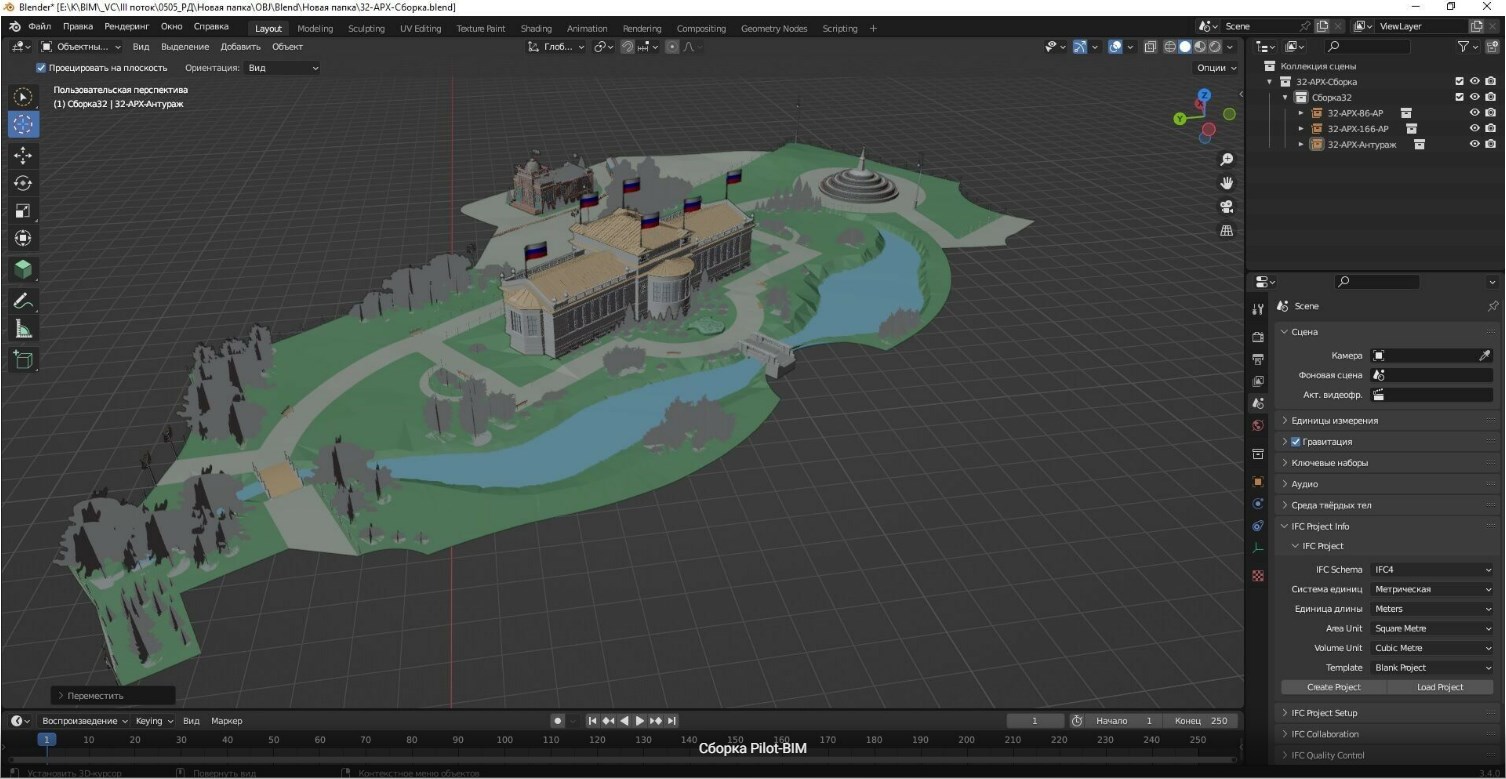 Blender* [E:\K\BIM\_VC\III поток\0505_РД\Новая папка\OBJ\Blend\Новая папка\32-АРХ-Сборка.blend]
Файл Правка Рендеринг Окно Справка Layout Modeling Sculpting UV Editing Texture Paint Shading Animation Rendering Compositing Geometry Nodes Scripting + Scene ViewLayer
Объектны... Вид Выделение Добавить Объект Глоб...
Проецировать на плоскость Ориентация: Вид Опции
Пользовательская перспектива
(1) Сборка32 | 32-АРХ-Антураж
Z
Y
X
Коллекция сцены
32-АРХ-Сборка
Сборка32
32-АРХ-86-АР
32-АРХ-166-АР
32-АРХ-Антураж
Scene
Сцена
Камера
Фоновая сцена
Акт. видеофр.
Единицы измерения
Гравитация
Ключевые наборы
Аудио
Среда твёрдых тел
IFC Project Info
IFC Project
IFC Schema IFC4
Система единиц Метрическая
Единица длины Meters
Area Unit Square Metre
Volume Unit Cubic Metre
Template Blank Project
Create Project Load Project
IFC Project Setup
IFC Collaboration
IFC Quality Control
Переместить
Воспроизведение Keying Вид Маркер 1 Начало 1 Конец 250
1 10 20 30 40 50 60 70 80 90 100 110 120 130 140 150 160 170 180 190 200 210 220 230 240 250
Сборка Pilot-BIM
Установить 3D-курсор Повернуть вид Контекстное меню объектов 3.4.0